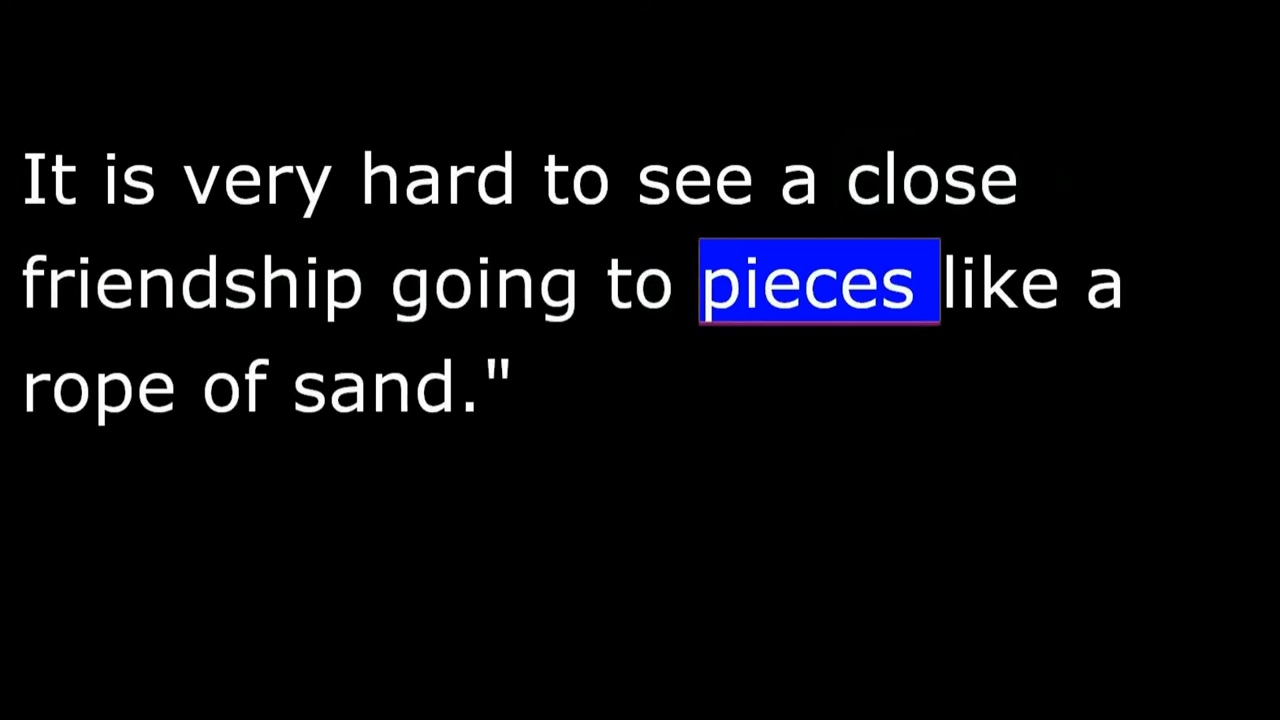 It is very hard to see a close
friendship going to pieces like a
rope of sand."